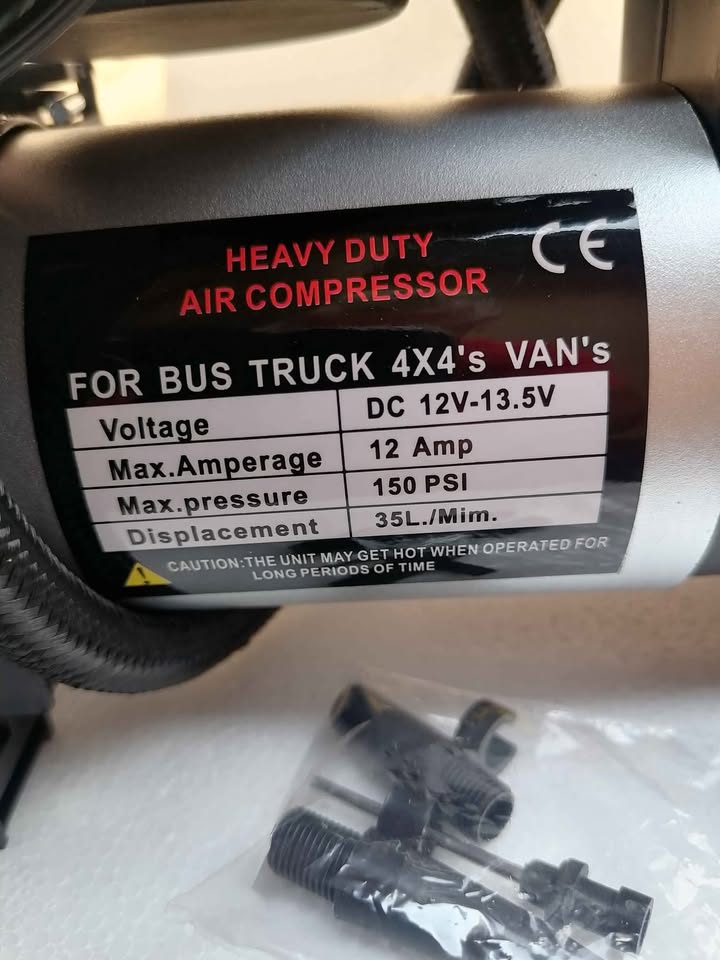 CE
HEAVY DUTY
AIR COMPRESSOR
FOR BUS TRUCK 4X4's VAN's
Voltage DC 12V-13.5V
Max.Amperage 12 Amp
Max.pressure 150 PSI
Displacement 35L./Mim.
CAUTION:THE UNIT MAY GET HOT WHEN OPERATED FOR
LONG PERIODS OF TIME